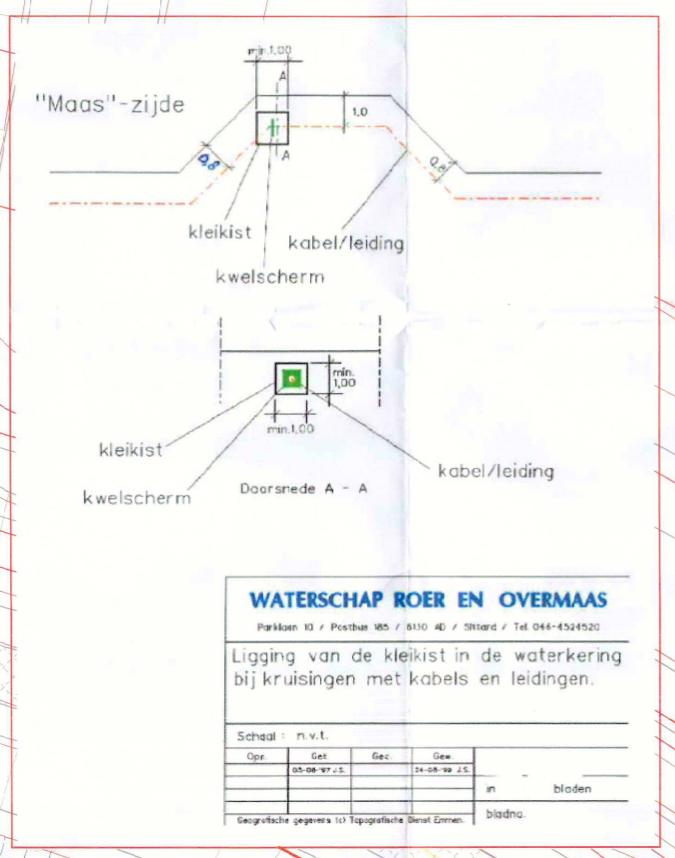 min.1,00
A
"Maas"-zijde
1,0
0,8
A
0,8
kleikist
kabel/leiding
kwelscherm
min.
1,00
min.1,00
kleikist
kabel/leiding
kwelscherm
Doorsnede A - A
WATERSCHAP ROER EN OVERMAAS
Parklaan 10 / Postbus 185 / 6130 AD / Sittard / Tel. 046-4524520
Ligging van de kleikist in de waterkering
bij kruisingen met kabels en leidingen.
Schaal : n.v.t.
Opn. Get. Gec. Gew.
05-08-'97 J.S. 24-08-'99 J.S.
in bladen
bladno.
Geografische gegevens (c) Topografische Dienst Emmen.